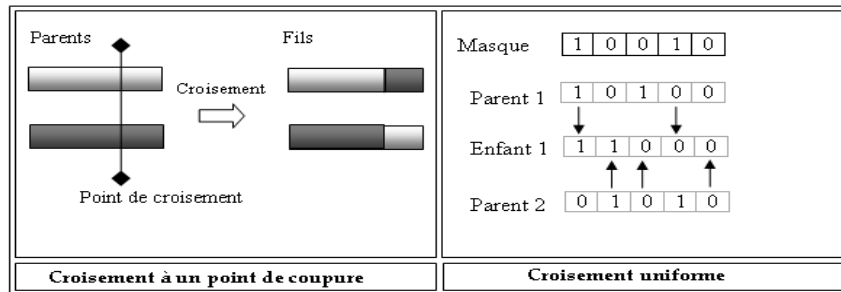 Parents Fils
Croisement
Point de croisement
Croisement à un point de coupure
Masque 1 0 0 1 0
Parent 1 1 0 1 0 0
Enfant 1 1 1 0 0 0
Parent 2 0 1 0 1 0
Croisement uniforme